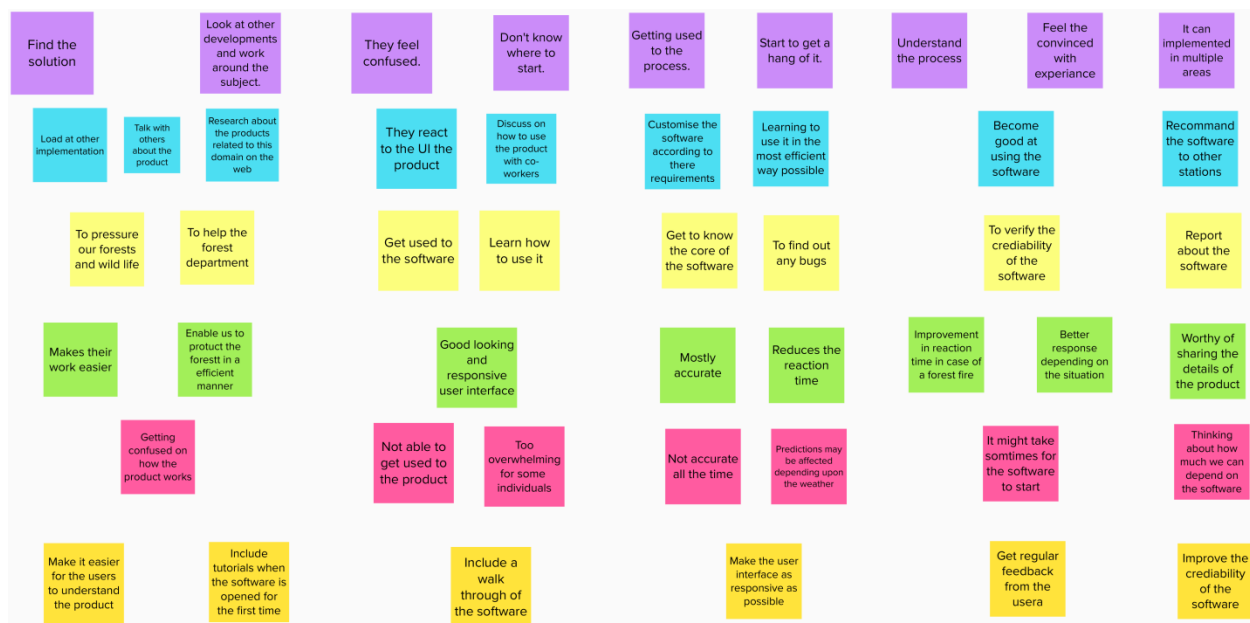 Find the
solution
Look at other
developments
and work
around the
subject.
They feel
confused.
Don't know
where to
start.
Getting used
to the
process.
Start to get a
hang of it.
Understand
the process
Feel the
convinced
with
experiance
It can
implemented
in multiple
areas
Load at other
implementation
Talk with
others
about the
product
Research about
the products
related to this
domain on the
web
They react
to the UI the
product
Discuss on
how to use
the product
with co-
workers
Customise the
software
according to
there
requirements
Learning to
use it in the
most efficient
way possible
Become
good at
using the
software
Recommand
the software
to other
stations
To pressure
our forests
and wild life
To help the
forest
department
Get used to
the software
Learn how
to use it
Get to know
the core of
the software
To find out
any bugs
To verify the
crediability
of the
software
Report
about the
software
Makes their
work easier
Enable us to
protuct the
forestt in a
efficient
manner
Good looking
and
responsive
user interface
Mostly
accurate
Reduces the
reaction
time
Improvement
in reaction
time in case of
a forest fire
Better
response
depending on
the situation
Worthy of
sharing the
details of
the product
Getting
confused on
how the
product works
Not able to
get used to
the product
Too
overwhelming
for some
individuals
Not accurate
all the time
Predictions may
be affected
depending upon
the weather
It might take
somtimes for
the software
to start
Thinking
about how
much we can
depend on
the software
Make it easier
for the users
to understand
the product
Include
tutorials when
the software is
opened for
the first time
Include a
walk
through of
the software
Make the user
interface as
responsive as
possible
Get regular
feedback
from the
usera
Improve the
crediability
of the
software